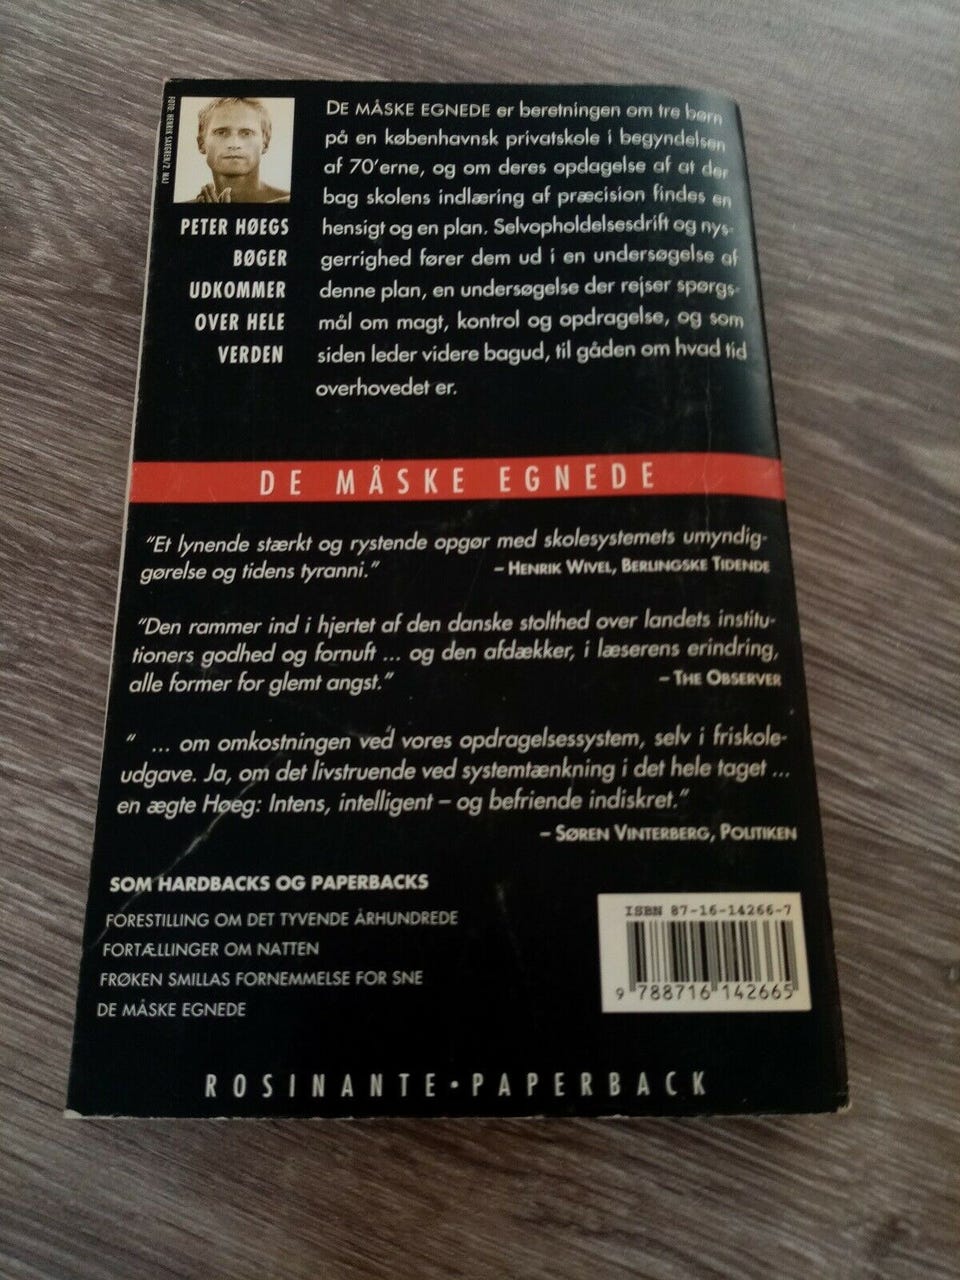 FOTO: HENRIK SAXGREN/2. MAJ
PETER HØEGS
BØGER
UDKOMMER
OVER HELE
VERDEN
DE MÅSKE EGNEDE er beretningen om tre børn
på en københavnsk privatskole i begyndelsen
af 70'erne, og om deres opdagelse af at der
bag skolens indlæring af præcision findes en
hensigt og en plan. Selvopholdelsesdrift og nys-
gerrighed fører dem ud i en undersøgelse af
denne plan, en undersøgelse der rejser spørgs-
mål om magt, kontrol og opdragelse, og som
siden leder videre bagud, til gåden om hvad tid
overhovedet er.
DE MÅSKE EGNEDE
"Et lynende stærkt og rystende opgør med skolesystemets umyndig-
gørelse og tidens tyranni." – HENRIK WIVEL, BERLINGSKE TIDENDE
"Den rammer ind i hjertet af den danske stolthed over landets institu-
tioners godhed og fornuft ... og den afdækker, i læserens erindring,
alle former for glemt angst." – THE OBSERVER
" ... om omkostningen ved vores opdragelsessystem, selv i friskole-
udgave. Ja, om det livstruende ved systemtænkning i det hele taget ...
en ægte Høeg: Intens, intelligent – og befriende indiskret."
– SØREN VINTERBERG, POLITIKEN
SOM HARDBACKS OG PAPERBACKS
FORESTILLING OM DET TYVENDE ÅRHUNDREDE
FORTÆLLINGER OM NATTEN
FRØKEN SMILLAS FORNEMMELSE FOR SNE
DE MÅSKE EGNEDE
ISBN 87-16-14266-7
9 788716 142665
ROSINANTE • PAPERBACK